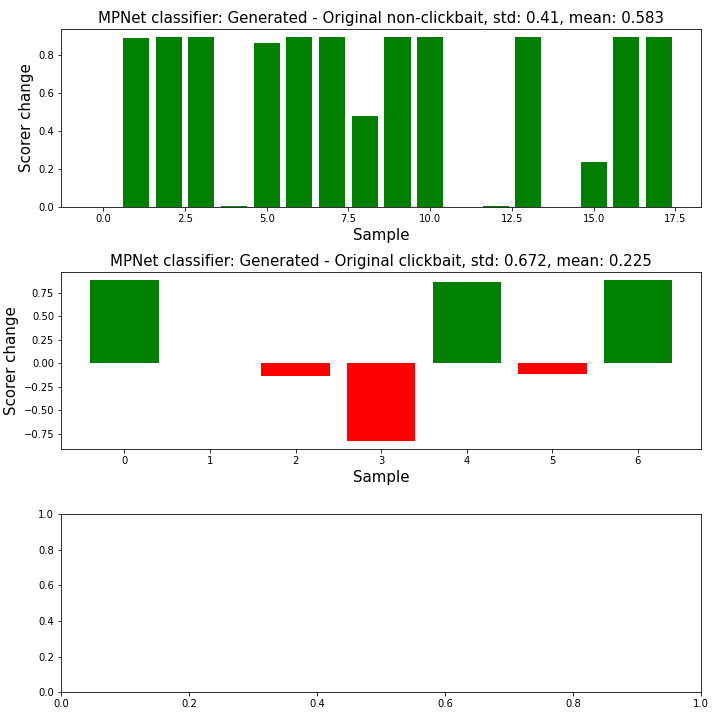 MPNet classifier: Generated - Original non-clickbait, std: 0.41, mean: 0.583
Scorer change
0.8
0.6
0.4
0.2
0.0
0.0 2.5 5.0 7.5 10.0 12.5 15.0 17.5
Sample
MPNet classifier: Generated - Original clickbait, std: 0.672, mean: 0.225
Scorer change
0.75
0.50
0.25
0.00
−0.25
−0.50
−0.75
0 1 2 3 4 5 6
Sample
1.0
0.8
0.6
0.4
0.2
0.0
0.0 0.2 0.4 0.6 0.8 1.0